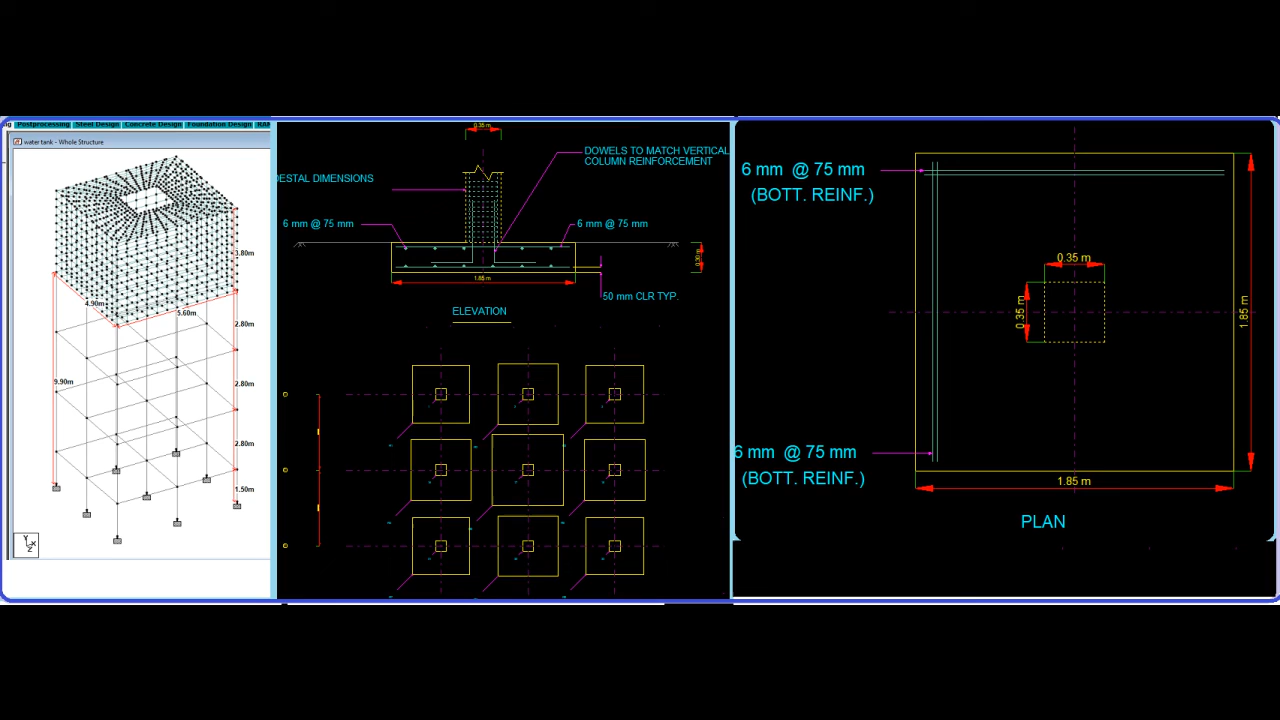 Postprocessing Steel Design Concrete Design Foundation Design
water tank - Whole Structure
3.80m
4.90m
5.60m
2.80m
9.90m
2.80m
2.80m
1.50m
Y
X
Z
0.35 m
DOWELS TO MATCH VERTICAL
COLUMN REINFORCEMENT
DESTAL DIMENSIONS
6 mm @ 75 mm
6 mm @ 75 mm
0.30 m
1.85 m
50 mm CLR TYP.
ELEVATION
6 mm @ 75 mm
(BOTT. REINF.)
0.35 m
0.35 m
1.85 m
6 mm @ 75 mm
(BOTT. REINF.)
1.85 m
PLAN